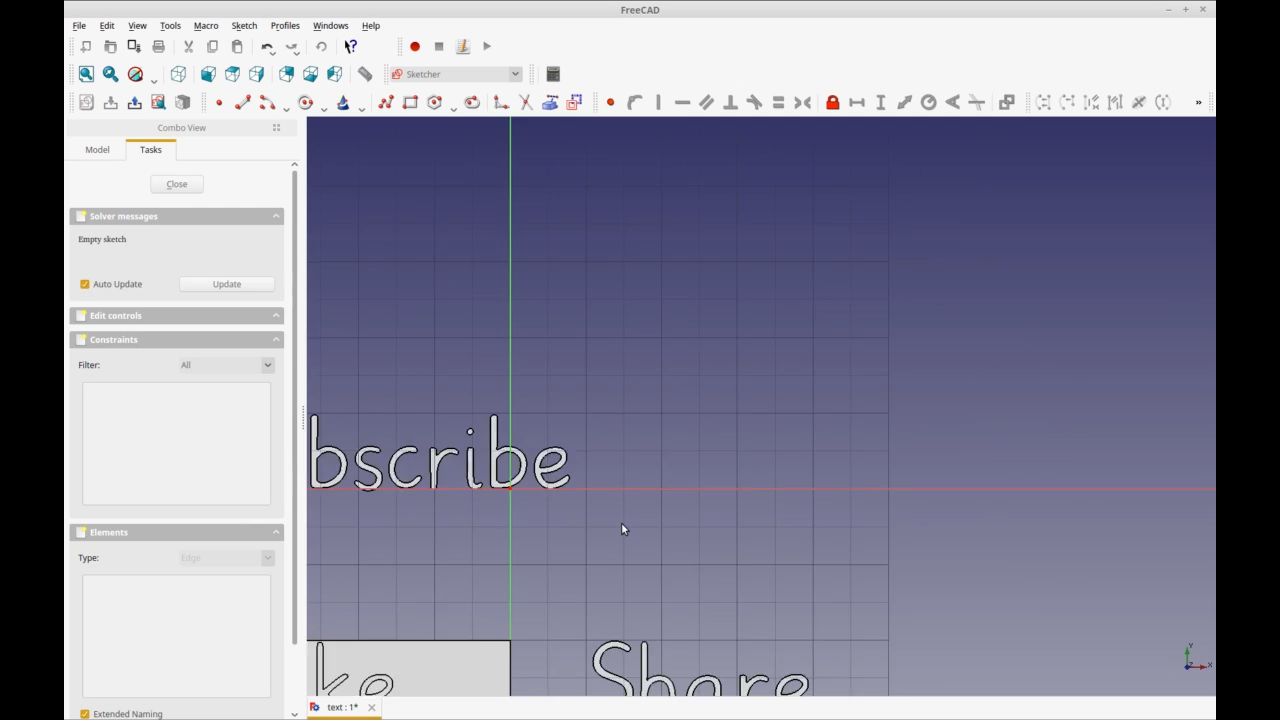 FreeCAD
File Edit View Tools Macro Sketch Profiles Windows Help
Sketcher
»
Combo View
Model Tasks
Close
Solver messages
Empty sketch
Auto Update Update
Edit controls
Constraints
Filter: All
Elements
Type: Edge
Extended Naming
bscribe
ke Share
Y
Z X
text : 1*